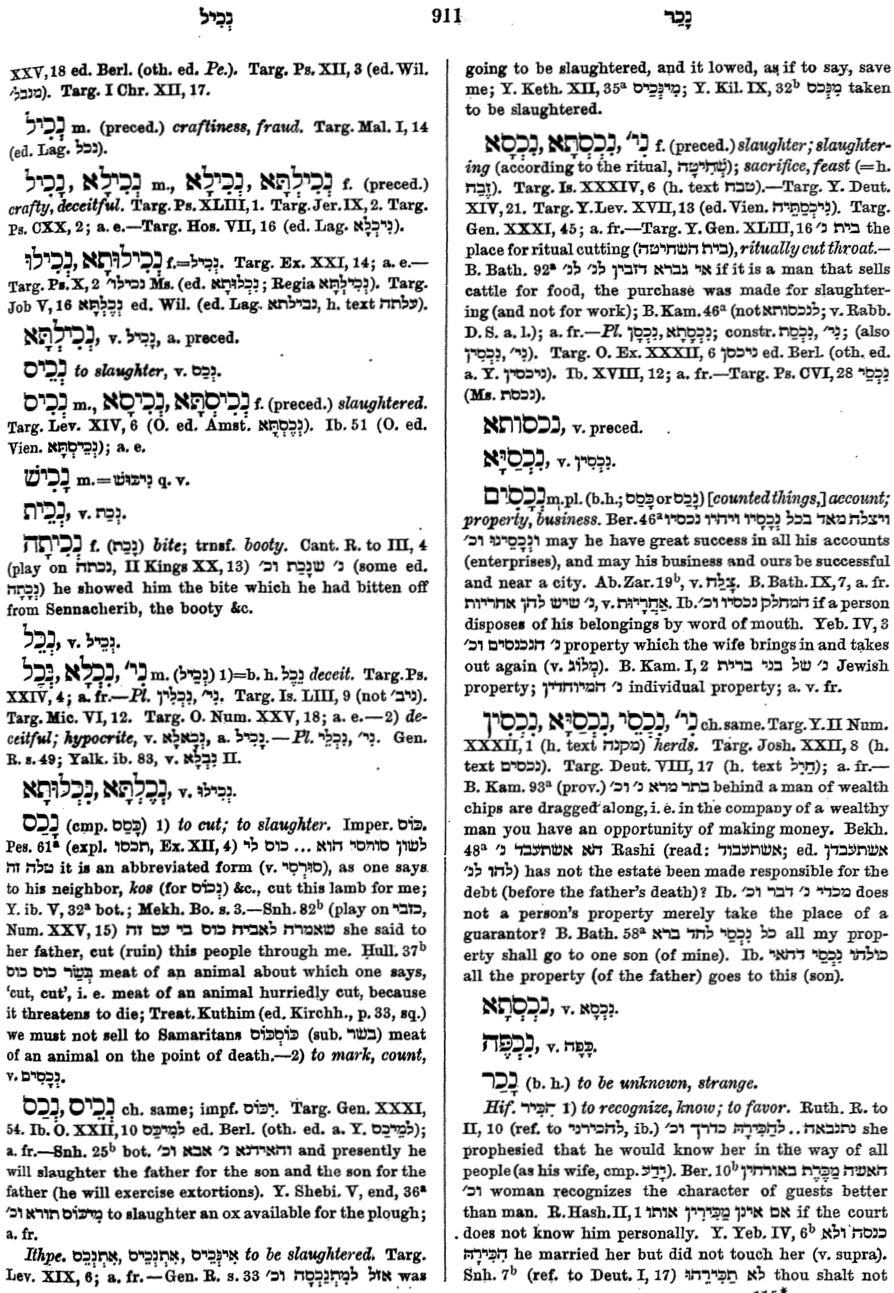 נְכִיל
911
נָכַר
XXV, 18 ed. Berl. (oth. ed. Pe.). Targ. Ps. XII, 3 (ed. Wil.
מנכל׳). Targ. I Chr. XII, 17.
נְכִיל m. (preced.) craftiness, fraud. Targ. Mal. I, 14
(ed. Lag. נכל).
נָכִיל, נְכִילָא m., נְכִילָא, נְכִילְתָּא f. (preced.)
crafty, deceitful. Targ. Ps. XLIII, 1. Targ. Jer. IX, 2. Targ.
Ps. CXX, 2; a. e.—Targ. Hos. VII, 16 (ed. Lag. נִכְלָא).
נְכִילוּ, נְכִילוּתָא f.=נְכִיל. Targ. Ex. XXI, 14; a. e.—
Targ. Ps. X, 2 נכילו׳ Ms. (ed. נִכְלוּתָא; Regia נְכִילְתָּא). Targ.
Job V, 16 נְכֶלְתָּא ed. Wil. (ed. Lag. נבילתא, h. text עלתה).
נְכִילְתָּא, v. נָכִיל, a. preced.
נְכֵיס to slaughter, v. נְכַס.
נְכִיס m., נְכִיסָא, נְכִיסְתָּא f. (preced.) slaughtered.
Targ. Lev. XIV, 6 (O. ed. Amst. נִכֶסְתָּא). Ib. 51 (O. ed.
Vien. נְכֵיסְתָּא); a. e.
נָכִישׁ m.=נִיכּוּשׁ q. v.
נְכֵית, v. נְכַת.
נְכִיתָה f. (נָכַת) bite; trnsf. booty. Cant. R. to III, 4
(play on נכתה, II Kings XX, 13) נ׳ שנָכַת וכ׳ (some ed.
נְכָתָה) he showed him the bite which he had bitten off
from Sennacherib, the booty &c.
נְכַל, v. נְכֵיל.
נְכֶל, נִכְלָא, נִי׳ m. (נְכֵיל) 1)=b. h. נֵכֶל deceit. Targ. Ps.
XXIV, 4; a. fr.—Pl. נִכְלִין, נִי׳. Targ. Is. LIII, 9 (not ניב׳).
Targ. Mic. VI, 12. Targ. O. Num. XXV, 18; a. e.—2) de-
ceitful; hypocrite, v. נַכָּאלָא, a. נָכִיל.—Pl. נִכְלֵי, נִי׳. Gen.
R. s. 49; Yalk. ib. 83, v. נִבְלָא II.
נִכְלוּתָא, נְכֶלְתָּא, v. נְכִילוּ.
נָכַס (cmp. כָּסַס) 1) to cut; to slaughter. Imper. כּוֹס.
Pes. 61a (expl. תכסו, Ex. XII, 4) לשון סורסי הוא ... כוס לי
טלה זה it is an abbreviated form (v. סוּרְסִי), as one says
to his neighbor, kos (for נְכוֹס) &c., cut this lamb for me;
Y. ib. V, 32a bot.; Mekh. Bo. s. 3.—Snh. 82b (play on כזבי,
Num. XXV, 15) שאמרה לאביה כוס בי עם זה she said to
her father, cut (ruin) this people through me. Ḥull. 37b
בְּשַׂר כוס כוס meat of an animal about which one says,
‘cut, cut’, i. e. meat of an animal hurriedly cut, because
it threatens to die; Treat. Kuthim (ed. Kirchh., p. 33, sq.)
we must not sell to Samaritans כּוֹסְכּוֹס (sub. בשר) meat
of an animal on the point of death.—2) to mark, count,
v. נְכָסִים.
נְכַס, נְכֵיס ch. same; impf. יִכּוֹס. Targ. Gen. XXXI,
54. Ib. O. XXII, 10 לְמִיכַּס ed. Berl. (oth. ed. a. Y. לְמֵיכַס);
a. fr.—Snh. 25b bot. והאידנא נ׳ אבא וכ׳ and presently he
will slaughter the father for the son and the son for the
father (he will exercise extortions). Y. Shebi. V, end, 36a
מִיכּוֹס תורא וכ׳ to slaughter an ox available for the plough;
a. fr.
Ithpe. אִתְנְכֵס, אִתְנְכֵיס, אִינְּכֵיס to be slaughtered. Targ.
Lev. XIX, 6; a. fr.—Gen. R. s. 33 אזל למִתְנַכְסָה וכ׳ was
going to be slaughtered, and it lowed, as if to say, save
me; Y. Keth. XII, 35a מִינְּכֵיס; Y. Kil. IX, 32b מִנְּכֹס taken
to be slaughtered.
נִכְסָא, נִכְסְתָא, נִי׳ f. (preced.) slaughter; slaughter-
ing (according to the ritual, שְׁחִיטָה); sacrifice, feast (=h.
זֶבַח). Targ. Is. XXXIV, 6 (h. text טבח).—Targ. Y. Deut.
XIV, 21. Targ. Y. Lev. XVII, 13 (ed. Vien. נִיכְסְתֵיהּ). Targ.
Gen. XXXI, 45; a. fr.—Targ. Y. Gen. XLIII, 16 בית נ׳ the
place for ritual cutting (בית השחיטה), ritually cut throat.—
B. Bath. 92a אי גברא דזבין לנ׳ לנ׳ if it is a man that sells
cattle for food, the purchase was made for slaughter-
ing (and not for work); B. Kam. 46a (not לנכסותא; v. Rabb.
D. S. a. l.); a. fr.—Pl. נִכְסָן, נִכְסָתָא; constr. נִכְסַת, נִי׳; (also
נִכְסִין, נִי׳). Targ. O. Ex. XXXII, 6 ניכסן ed. Berl. (oth. ed.
a. Y. ניכסין). Ib. XVIII, 12; a. fr.—Targ. Ps. CVI, 28 נִכְסֵי
(Ms. נכסת).
נכסותא, v. preced.
נִכְסַיָּא, v. נִכְסִין.
נְכָסִים m. pl. (b. h.; נָכַס or כָּסַס) [counted things,] account;
property, business. Ber. 46a ויצלח מאד בכל נְכָסָיו ויהיו נכסיו
ונְכָסֵינוּ וכ׳ may he have great success in all his accounts
(enterprises), and may his business and ours be successful
and near a city. Ab. Zar. 19b, v. צָלַח. B. Bath. IX, 7, a. fr.
נ׳ שיש להן אחריות, v. אַחֲרָיוּת. Ib. המחלק נכסיו וכ׳ if a person
disposes of his belongings by word of mouth. Yeb. IV, 3
נ׳ הנכנסים וכ׳ property which the wife brings in and takes
out again (v. מְלוֹג). B. Kam. I, 2 נ׳ של בני ברית Jewish
property; נ׳ המיוחדין individual property; a. v. fr.
נִכְסִין, נִכְסֵי, נִכְסַיָּא, נִי׳ ch. same. Targ. Y. II Num.
XXXII, 1 (h. text מקנה) herds. Targ. Josh. XXII, 8 (h.
text נכסים). Targ. Deut. VIII, 17 (h. text חַיִל); a. fr.—
B. Kam. 93a (prov.) בתר מרא נ׳ וכ׳ behind a man of wealth
chips are dragged along, i. e. in the company of a wealthy
man you have an opportunity of making money. Bekh.
48a הא אשתעבד נ׳ Rashi (read: אשתעבוד; ed. אשתעבדן
להו לנ׳) has not the estate been made responsible for the
debt (before the father’s death)? Ib. מכדי נ׳ דבר וכ׳ does
not a person’s property merely take the place of a
guarantor? B. Bath. 58a כל נִכְסַי לחד ברא all my prop-
erty shall go to one son (of mine). Ib. כולהו נִכְסֵי דהאי
all the property (of the father) goes to this (son).
נִכְסְתָא, v. נִכְסָא.
נִכְפֶּה, v. כָּפָה.
נָכַר (b. h.) to be unknown, strange.
Hif. הִכִּיר 1) to recognize, know; to favor. Ruth. R. to
II, 10 (ref. to להכירני, ib.) נתנבאה . . להַכִּירָהּ כדרך וכ׳ she
prophesied that he would know her in the way of all
people (as his wife, cmp. יָדַע). Ber. 10b האשה מַכֶּרֶת באורחין
וכ׳ woman recognizes the character of guests better
than man. R. Hash. II, 1 אם אינן מַכִּירִין אותו if the court
does not know him personally. Y. Yeb. IV, 6b כנסה ולא
הִכִּירָהּ he married her but did not touch her (v. supra).
Snh. 7b (ref. to Deut. I, 17) לא תַכִּירֵהוּ thou shalt not